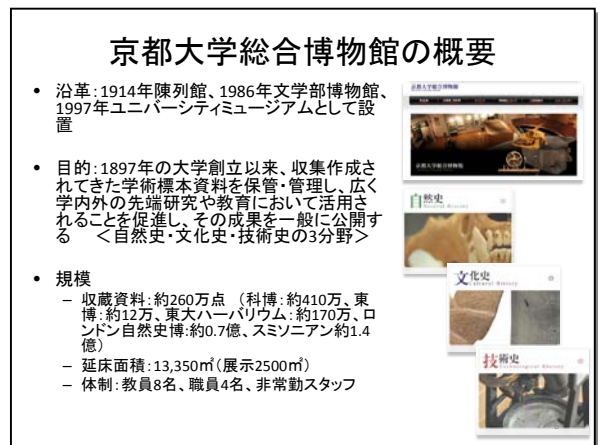 京都大学総合博物館の概要
• 沿革：1914年陳列館、1986年文学部博物館、
1997年ユニバーシティミュージアムとして設
置
• 目的：1897年の大学創立以来、収集作成さ
れてきた学術標本資料を保管・管理し、広く
学内外の先端研究や教育において活用さ
れることを促進し、その成果を一般に公開す
る　＜自然史・文化史・技術史の3分野＞
• 規模
– 収蔵資料：約260万点　（科博：約410万、東
博：約12万、東大ハーバリウム：約170万、ロ
ンドン自然史博：約0.7億、スミソニアン約1.4
億）
– 延床面積：13,350㎡（展示2500㎡）
– 体制：教員8名、職員4名、非常勤スタッフ
京都大学総合博物館
京都大学総合博物館
自然史
Natural History
文化史
Cultural History
技術史
Technological History